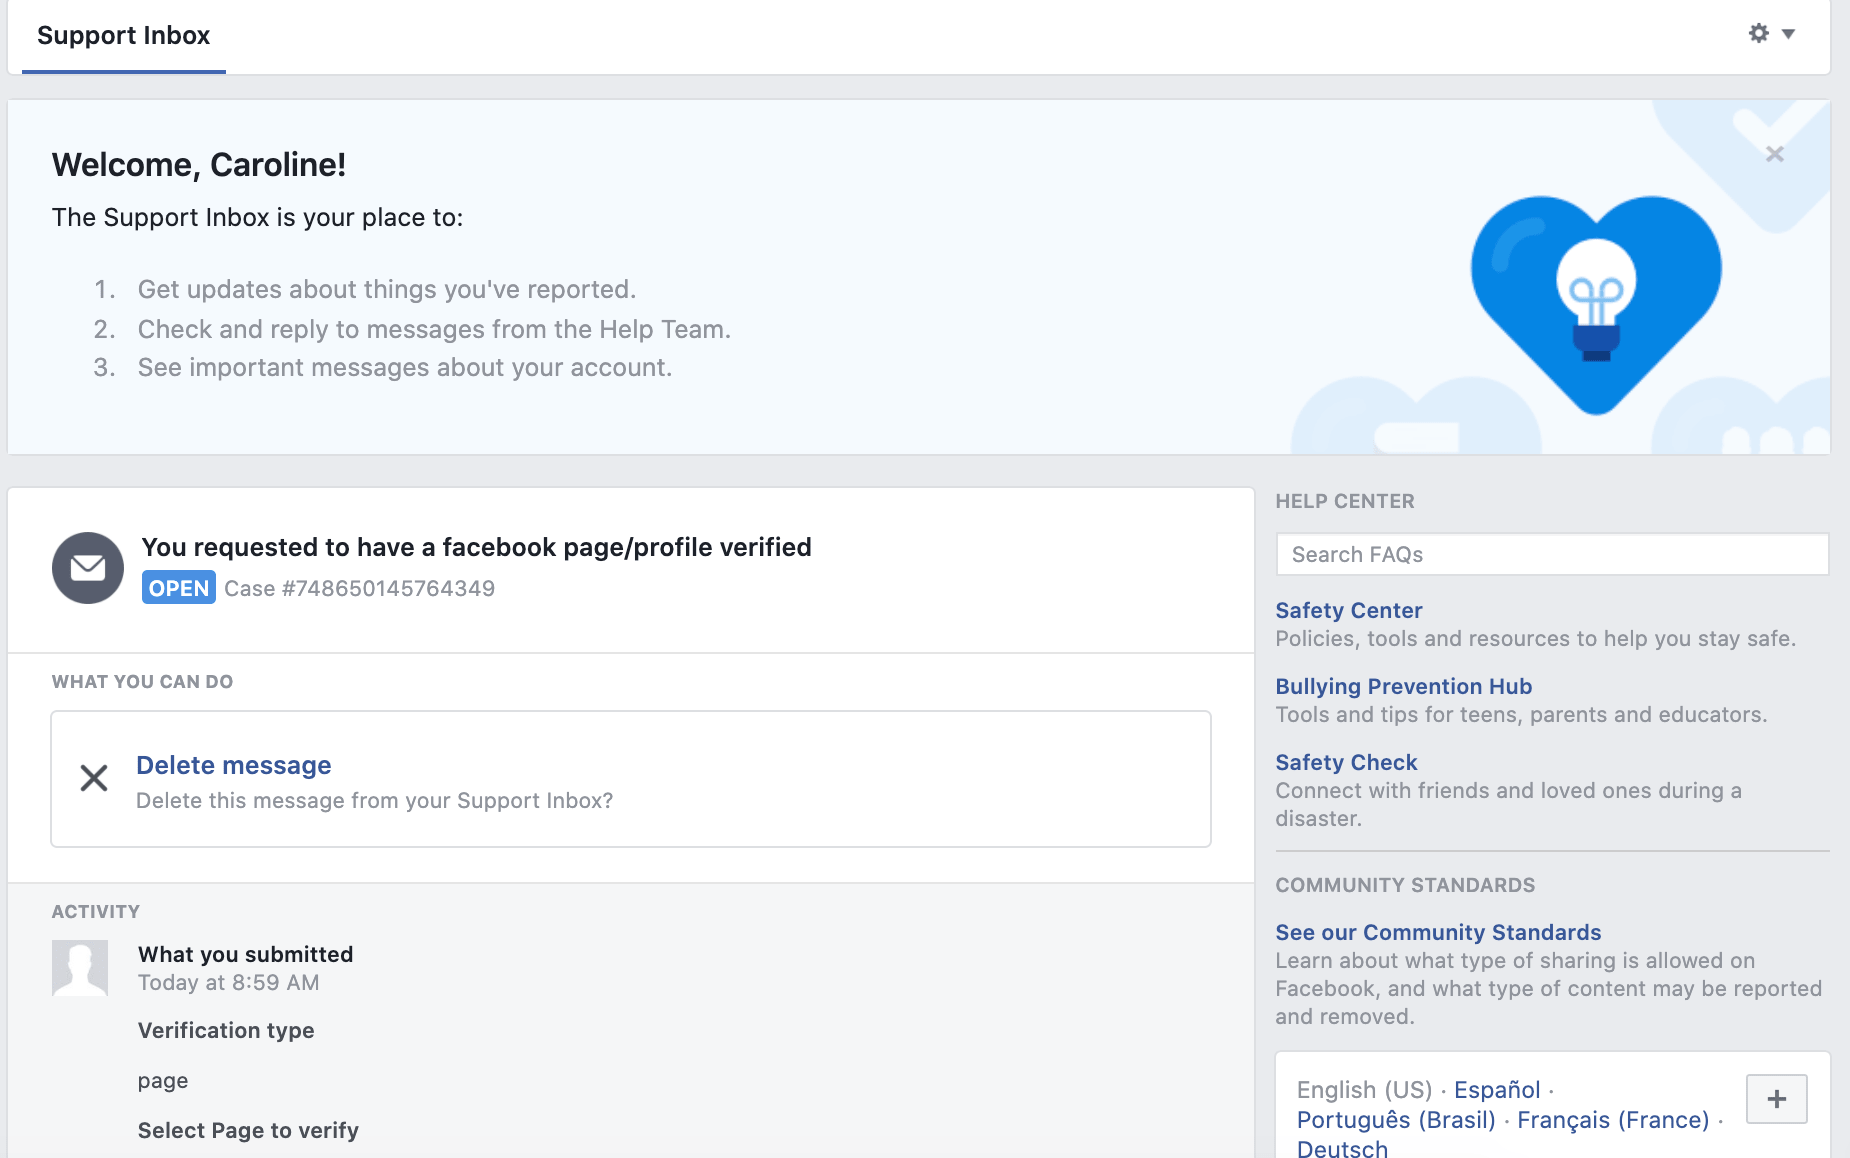 Support Inbox
Welcome, Caroline!
The Support Inbox is your place to:
1. Get updates about things you've reported.
2. Check and reply to messages from the Help Team.
3. See important messages about your account.
You requested to have a facebook page/profile verified
OPEN Case #748650145764349
WHAT YOU CAN DO
Delete message
Delete this message from your Support Inbox?
ACTIVITY
What you submitted
Today at 8:59 AM
Verification type
page
Select Page to verify
HELP CENTER
Search FAQs
Safety Center
Policies, tools and resources to help you stay safe.
Bullying Prevention Hub
Tools and tips for teens, parents and educators.
Safety Check
Connect with friends and loved ones during a
disaster.
COMMUNITY STANDARDS
See our Community Standards
Learn about what type of sharing is allowed on
Facebook, and what type of content may be reported
and removed.
English (US) · Español ·
Português (Brasil) · Français (France) ·
Deutsch